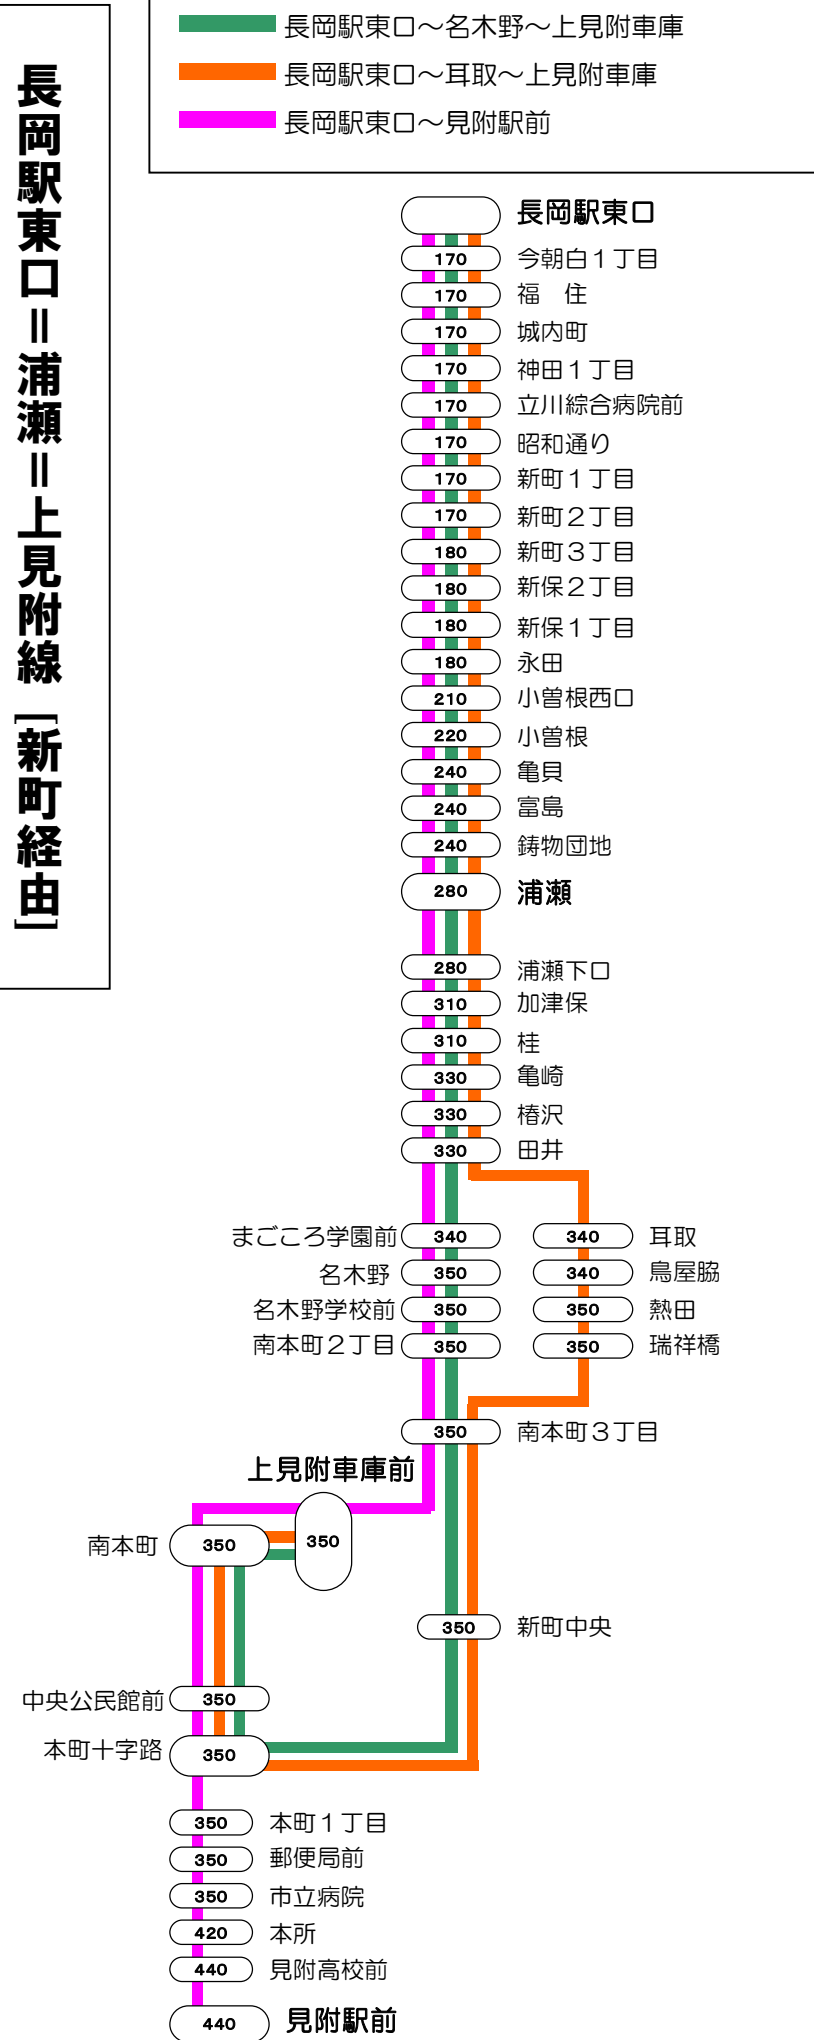 長岡駅東口＝浦瀬＝上見附線［新町経由］
長岡駅東口～名木野～上見附車庫
長岡駅東口～耳取～上見附車庫
長岡駅東口～見附駅前
長岡駅東口
170 今朝白１丁目
170 福　住
170 城内町
170 神田１丁目
170 立川綜合病院前
170 昭和通り
170 新町１丁目
170 新町２丁目
180 新町３丁目
180 新保２丁目
180 新保１丁目
180 永田
210 小曽根西口
220 小曽根
240 亀貝
240 富島
240 鋳物団地
280 浦瀬
280 浦瀬下口
310 加津保
310 桂
330 亀崎
330 椿沢
330 田井
まごころ学園前 340 340 耳取
名木野 350 340 鳥屋脇
名木野学校前 350 350 熱田
南本町２丁目 350 350 瑞祥橋
350 南本町３丁目
上見附車庫前
南本町 350 350
350 新町中央
中央公民館前 350
本町十字路 350
350 本町１丁目
350 郵便局前
350 市立病院
420 本所
440 見附高校前
440 見附駅前